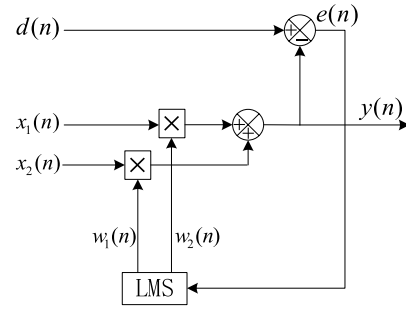 d(n)
e(n)
+
−
x₁(n)
×
+
+
y(n)
x₂(n)
×
w₁(n)
w₂(n)
LMS